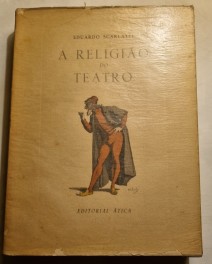 EDUARDO SCARLATTI
A RELIGIÃO
DO
TEATRO
EDITORIAL ÁTICA